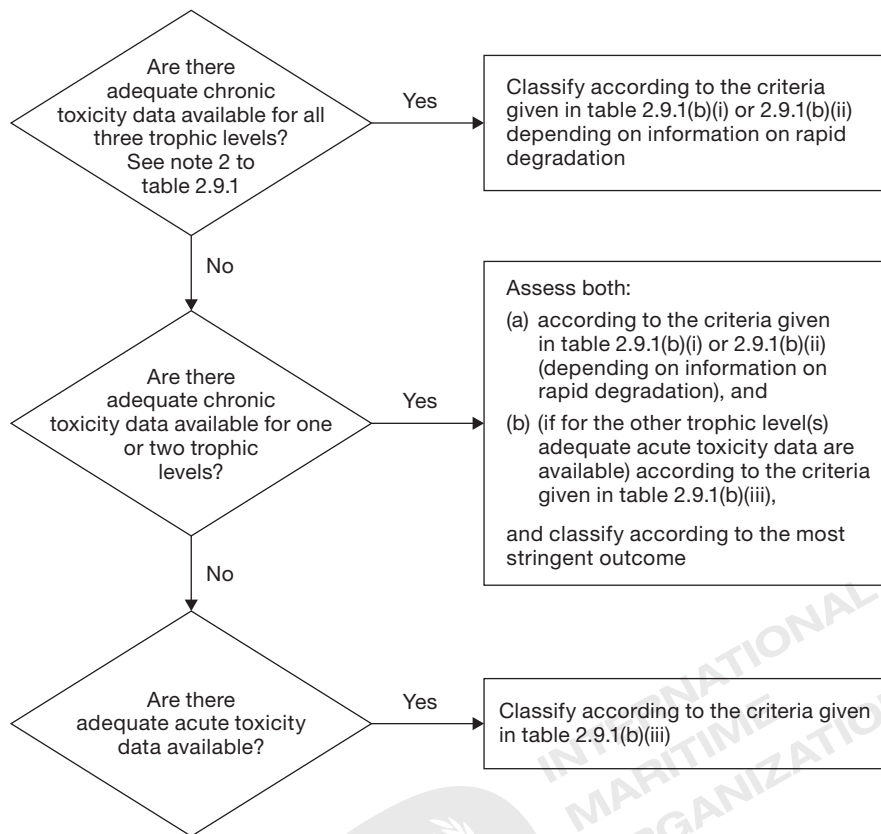 Are there
adequate chronic
toxicity data available for all
three trophic levels?
See note 2 to
table 2.9.1
Yes
Classify according to the criteria
given in table 2.9.1(b)(i) or 2.9.1(b)(ii)
depending on information on rapid
degradation
No
Are there
adequate chronic
toxicity data available for one
or two trophic
levels?
Yes
Assess both:
(a) according to the criteria given
in table 2.9.1(b)(i) or 2.9.1(b)(ii)
(depending on information on
rapid degradation), and
(b) (if for the other trophic level(s)
adequate acute toxicity data are
available) according to the criteria
given in table 2.9.1(b)(iii),
and classify according to the most
stringent outcome
No
Are there
adequate acute toxicity
data available?
Yes
Classify according to the criteria given
in table 2.9.1(b)(iii)
INTERNATIONAL
MARITIME
ORGANIZATION